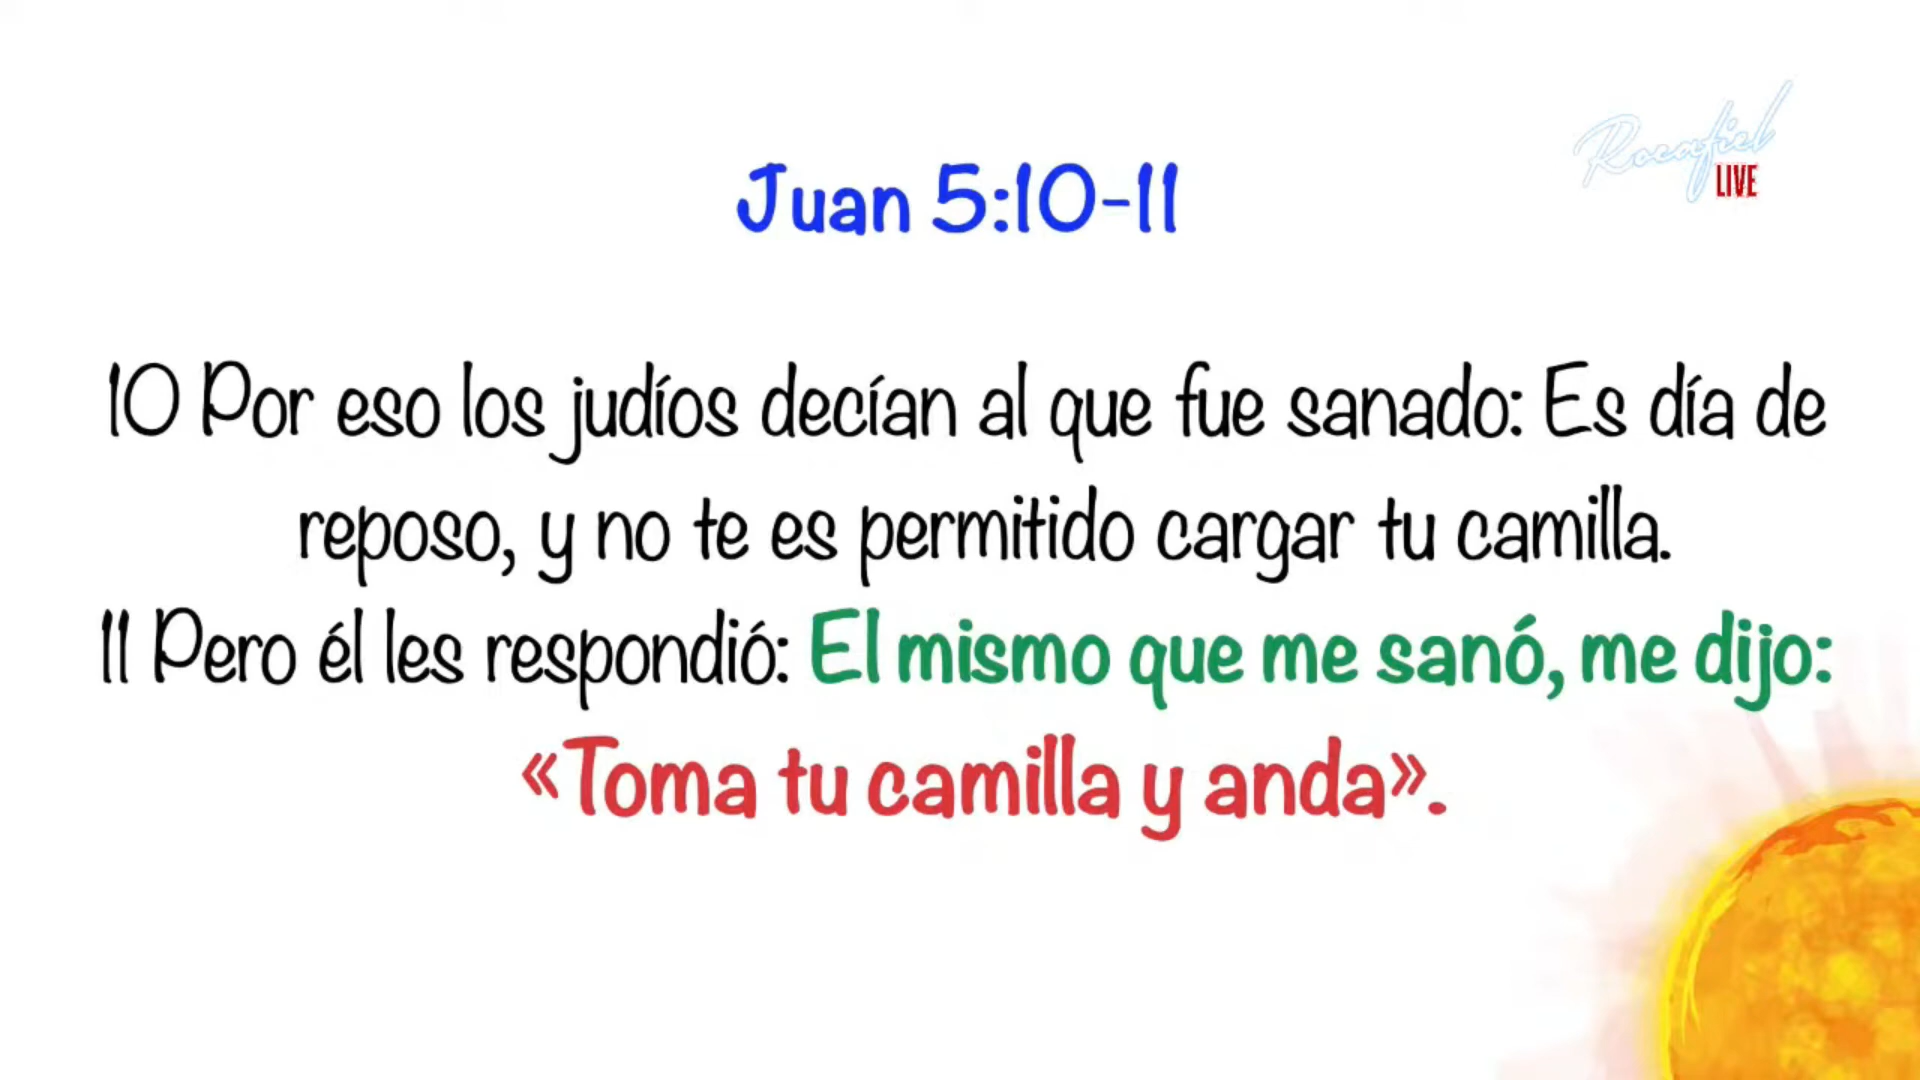 Rocafiel
LIVE
Juan 5:10-11
10 Por eso los judíos decían al que fue sanado: Es día de
reposo, y no te es permitido cargar tu camilla.
11 Pero él les respondió: El mismo que me sanó, me dijo:
«Toma tu camilla y anda».